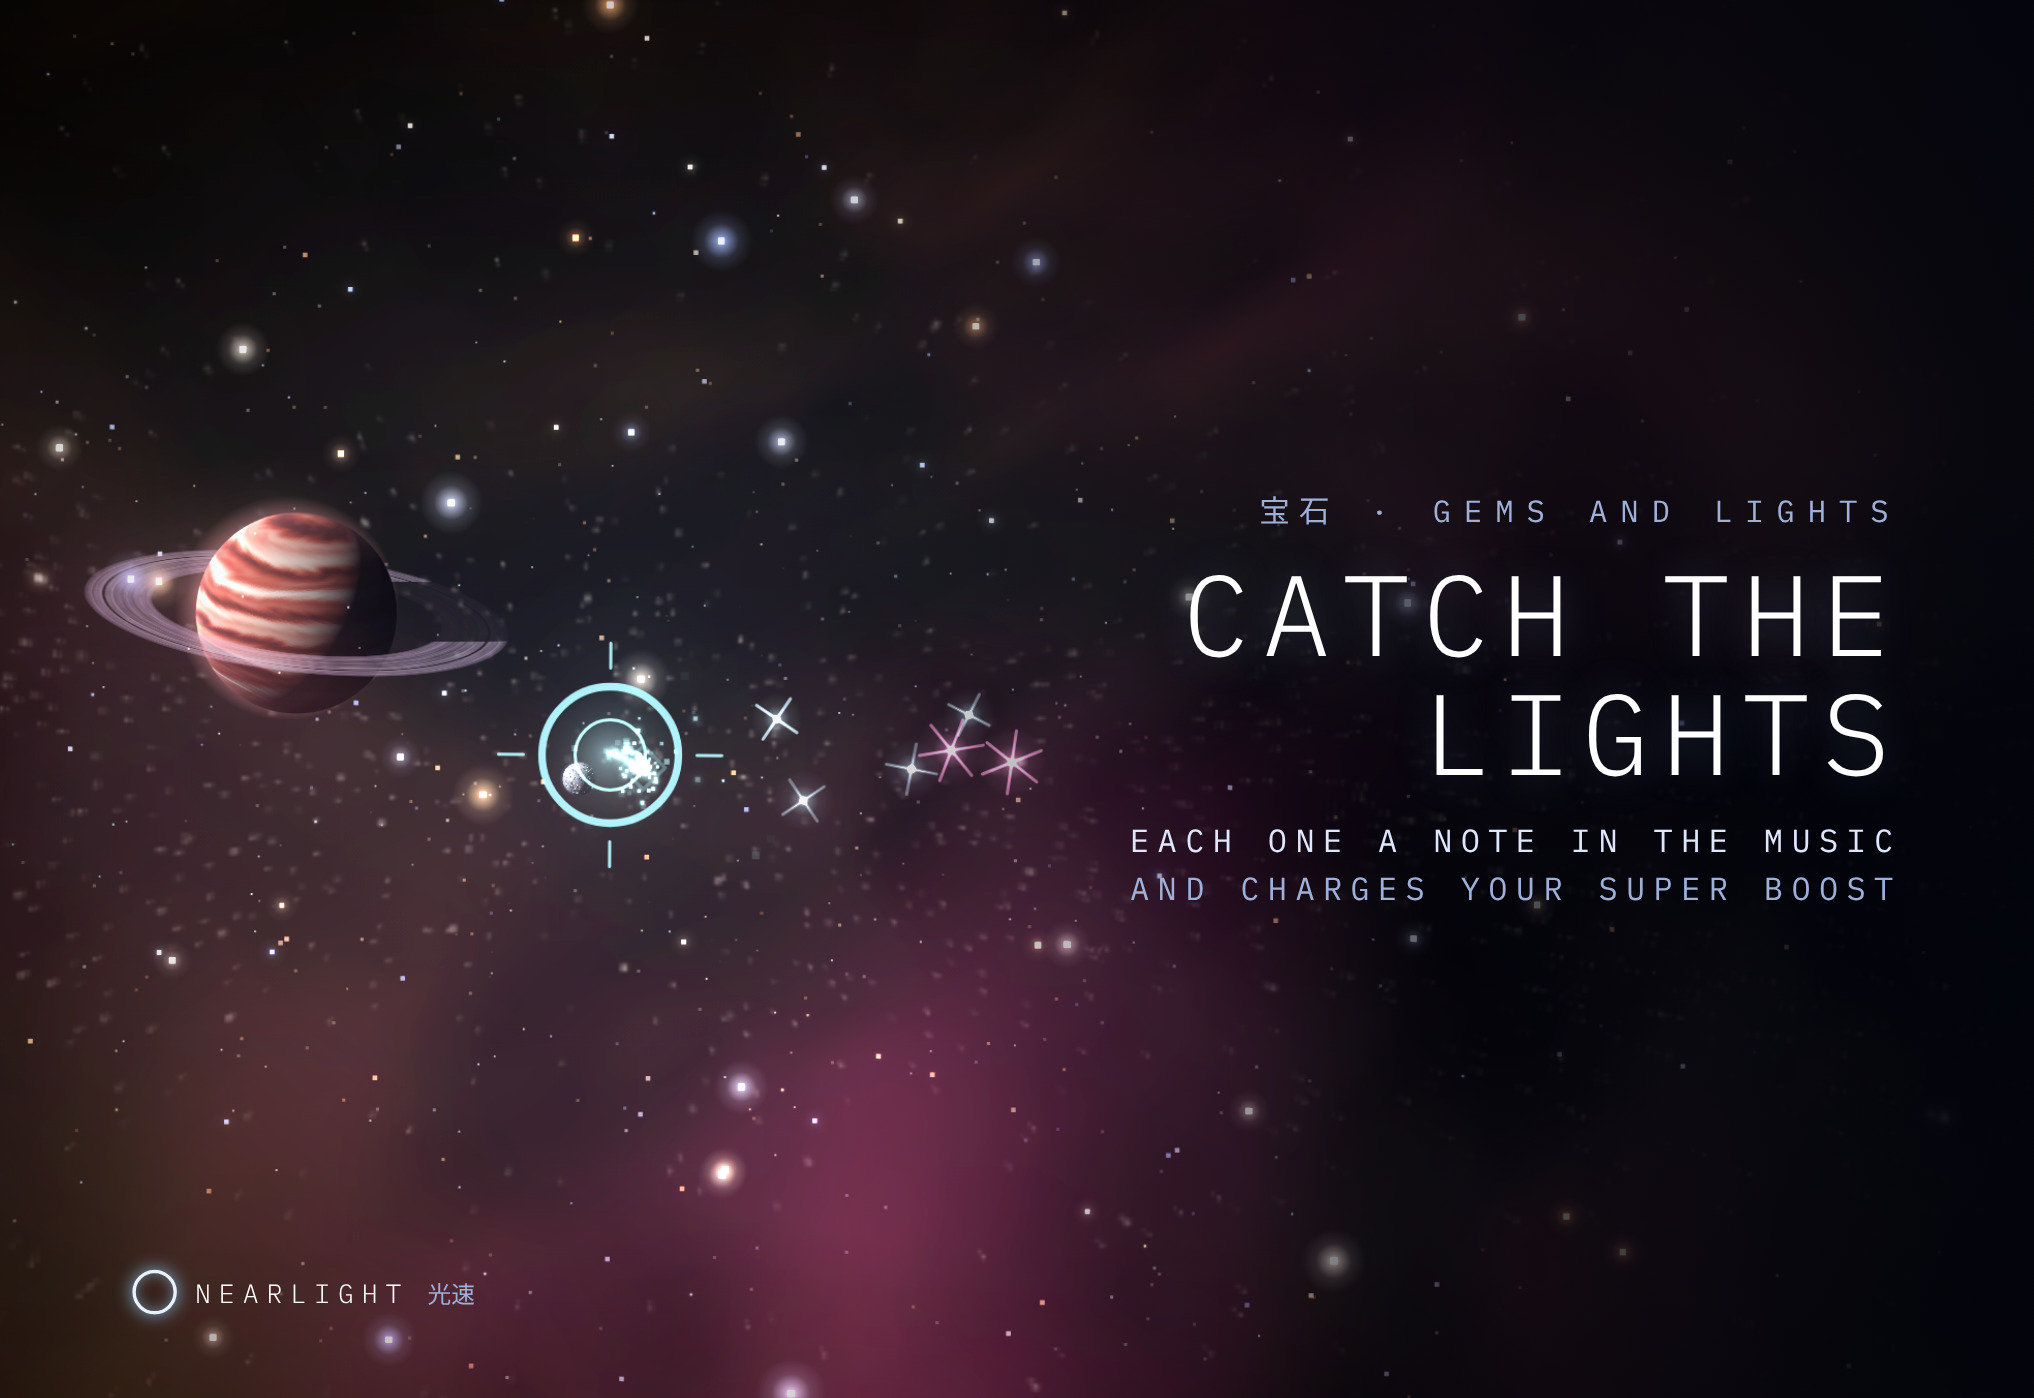 宝石 · GEMS AND LIGHTS
CATCH THE
LIGHTS
EACH ONE A NOTE IN THE MUSIC
AND CHARGES YOUR SUPER BOOST
NEARLIGHT 光速